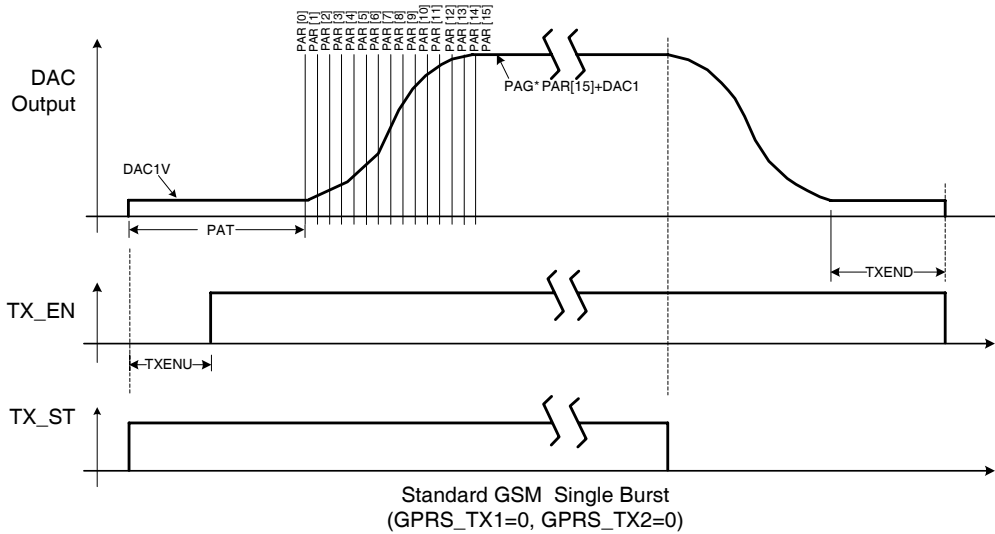 PAR [0]
PAR [1]
PAR [2]
PAR [3]
PAR [4]
PAR [5]
PAR [6]
PAR [7]
PAR [8]
PAR [9]
PAR [10]
PAR [11]
PAR [12]
PAR [13]
PAR [14]
PAR [15]
DAC
Output
PAG* PAR[15]+DAC1
DAC1V
PAT
TXEND
TX_EN
TXENU
TX_ST
Standard GSM Single Burst
(GPRS_TX1=0, GPRS_TX2=0)